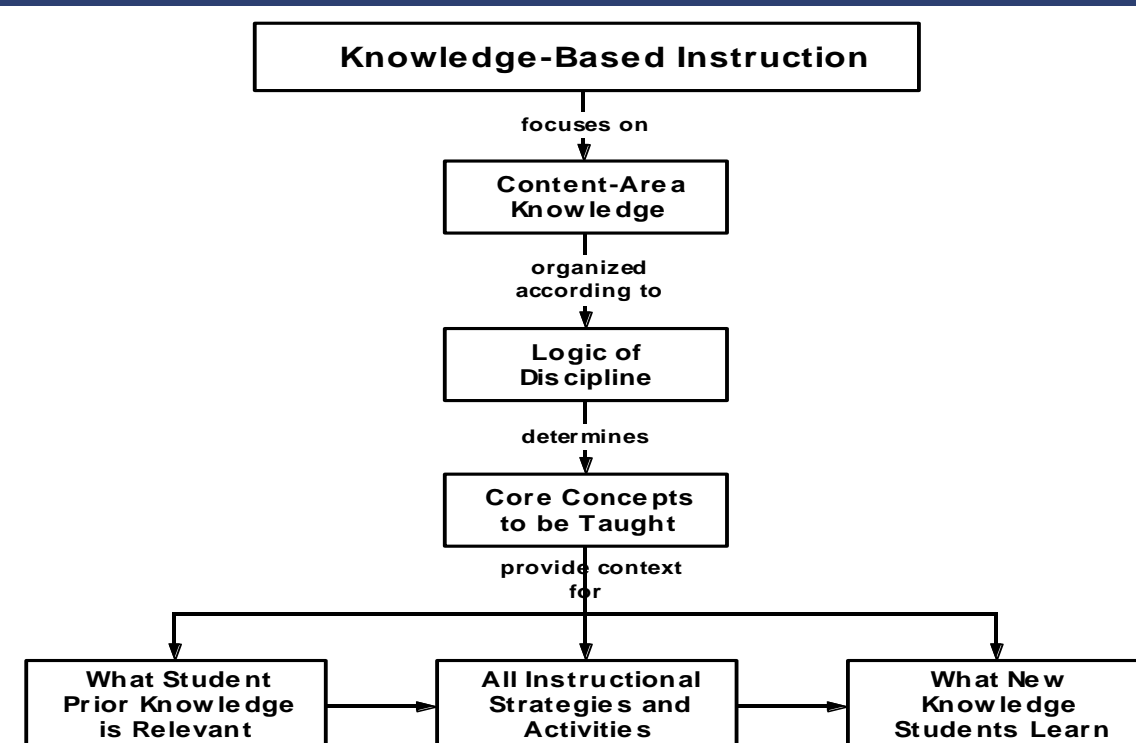 Knowledge-Based Instruction
focuses on
Content-Area
Knowledge
organized
according to
Logic of
Discipline
determines
Core Concepts
to be Taught
provide context
for
What Student
Prior Knowledge
is Relevant
All Instructional
Strategies and
Activities
What New
Knowledge
Students Learn